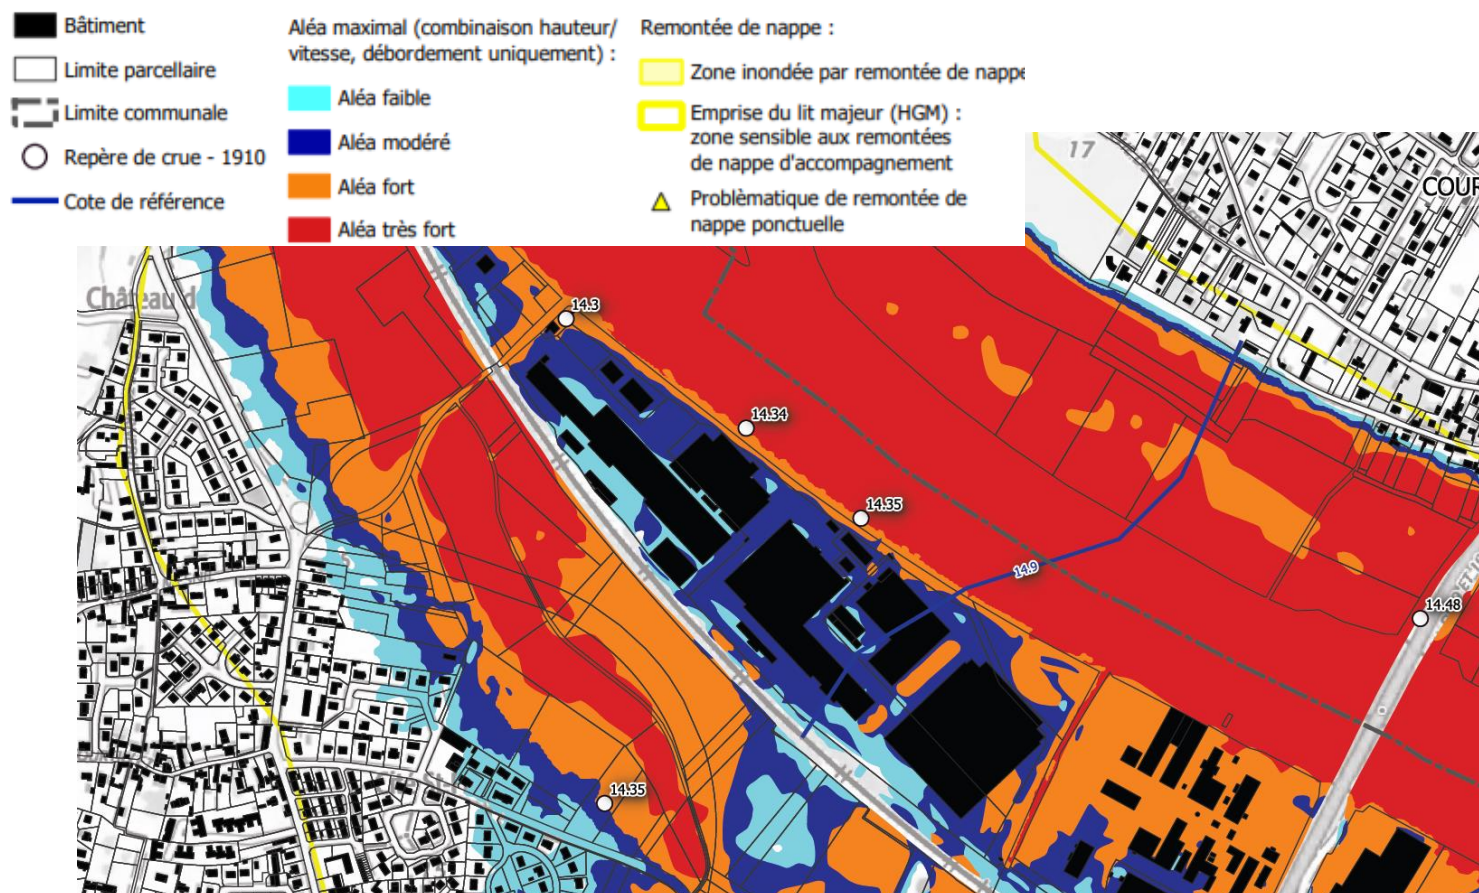 Bâtiment
Limite parcellaire
Limite communale
Repère de crue - 1910
Cote de référence
Aléa maximal (combinaison hauteur/
vitesse, débordement uniquement) :
Aléa faible
Aléa modéré
Aléa fort
Aléa très fort
Remontée de nappe :
Zone inondée par remontée de nappe
Emprise du lit majeur (HGM) :
zone sensible aux remontées
de nappe d'accompagnement
Problèmatique de remontée de
nappe ponctuelle
17
COUR
Château d
14.3
14.34
14.35
14.9
14.48
14.35